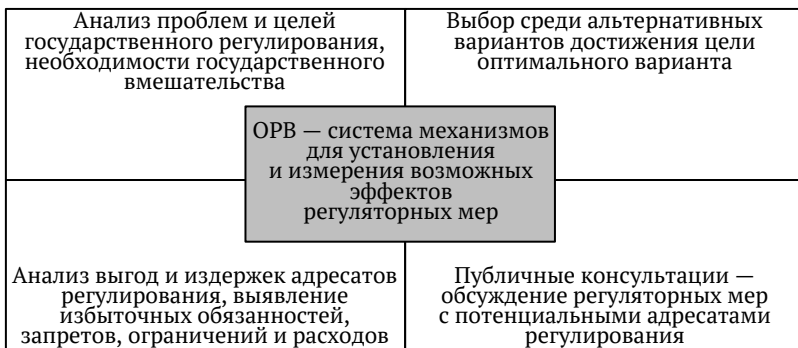 Анализ проблем и целей
государственного регулирования,
необходимости государственного
вмешательства
Выбор среди альтернативных
вариантов достижения цели
оптимального варианта
ОРВ — система механизмов
для установления
и измерения возможных
эффектов
регуляторных мер
Анализ выгод и издержек адресатов
регулирования, выявление
избыточных обязанностей,
запретов, ограничений и расходов
Публичные консультации —
обсуждение регуляторных мер
с потенциальными адресатами
регулирования